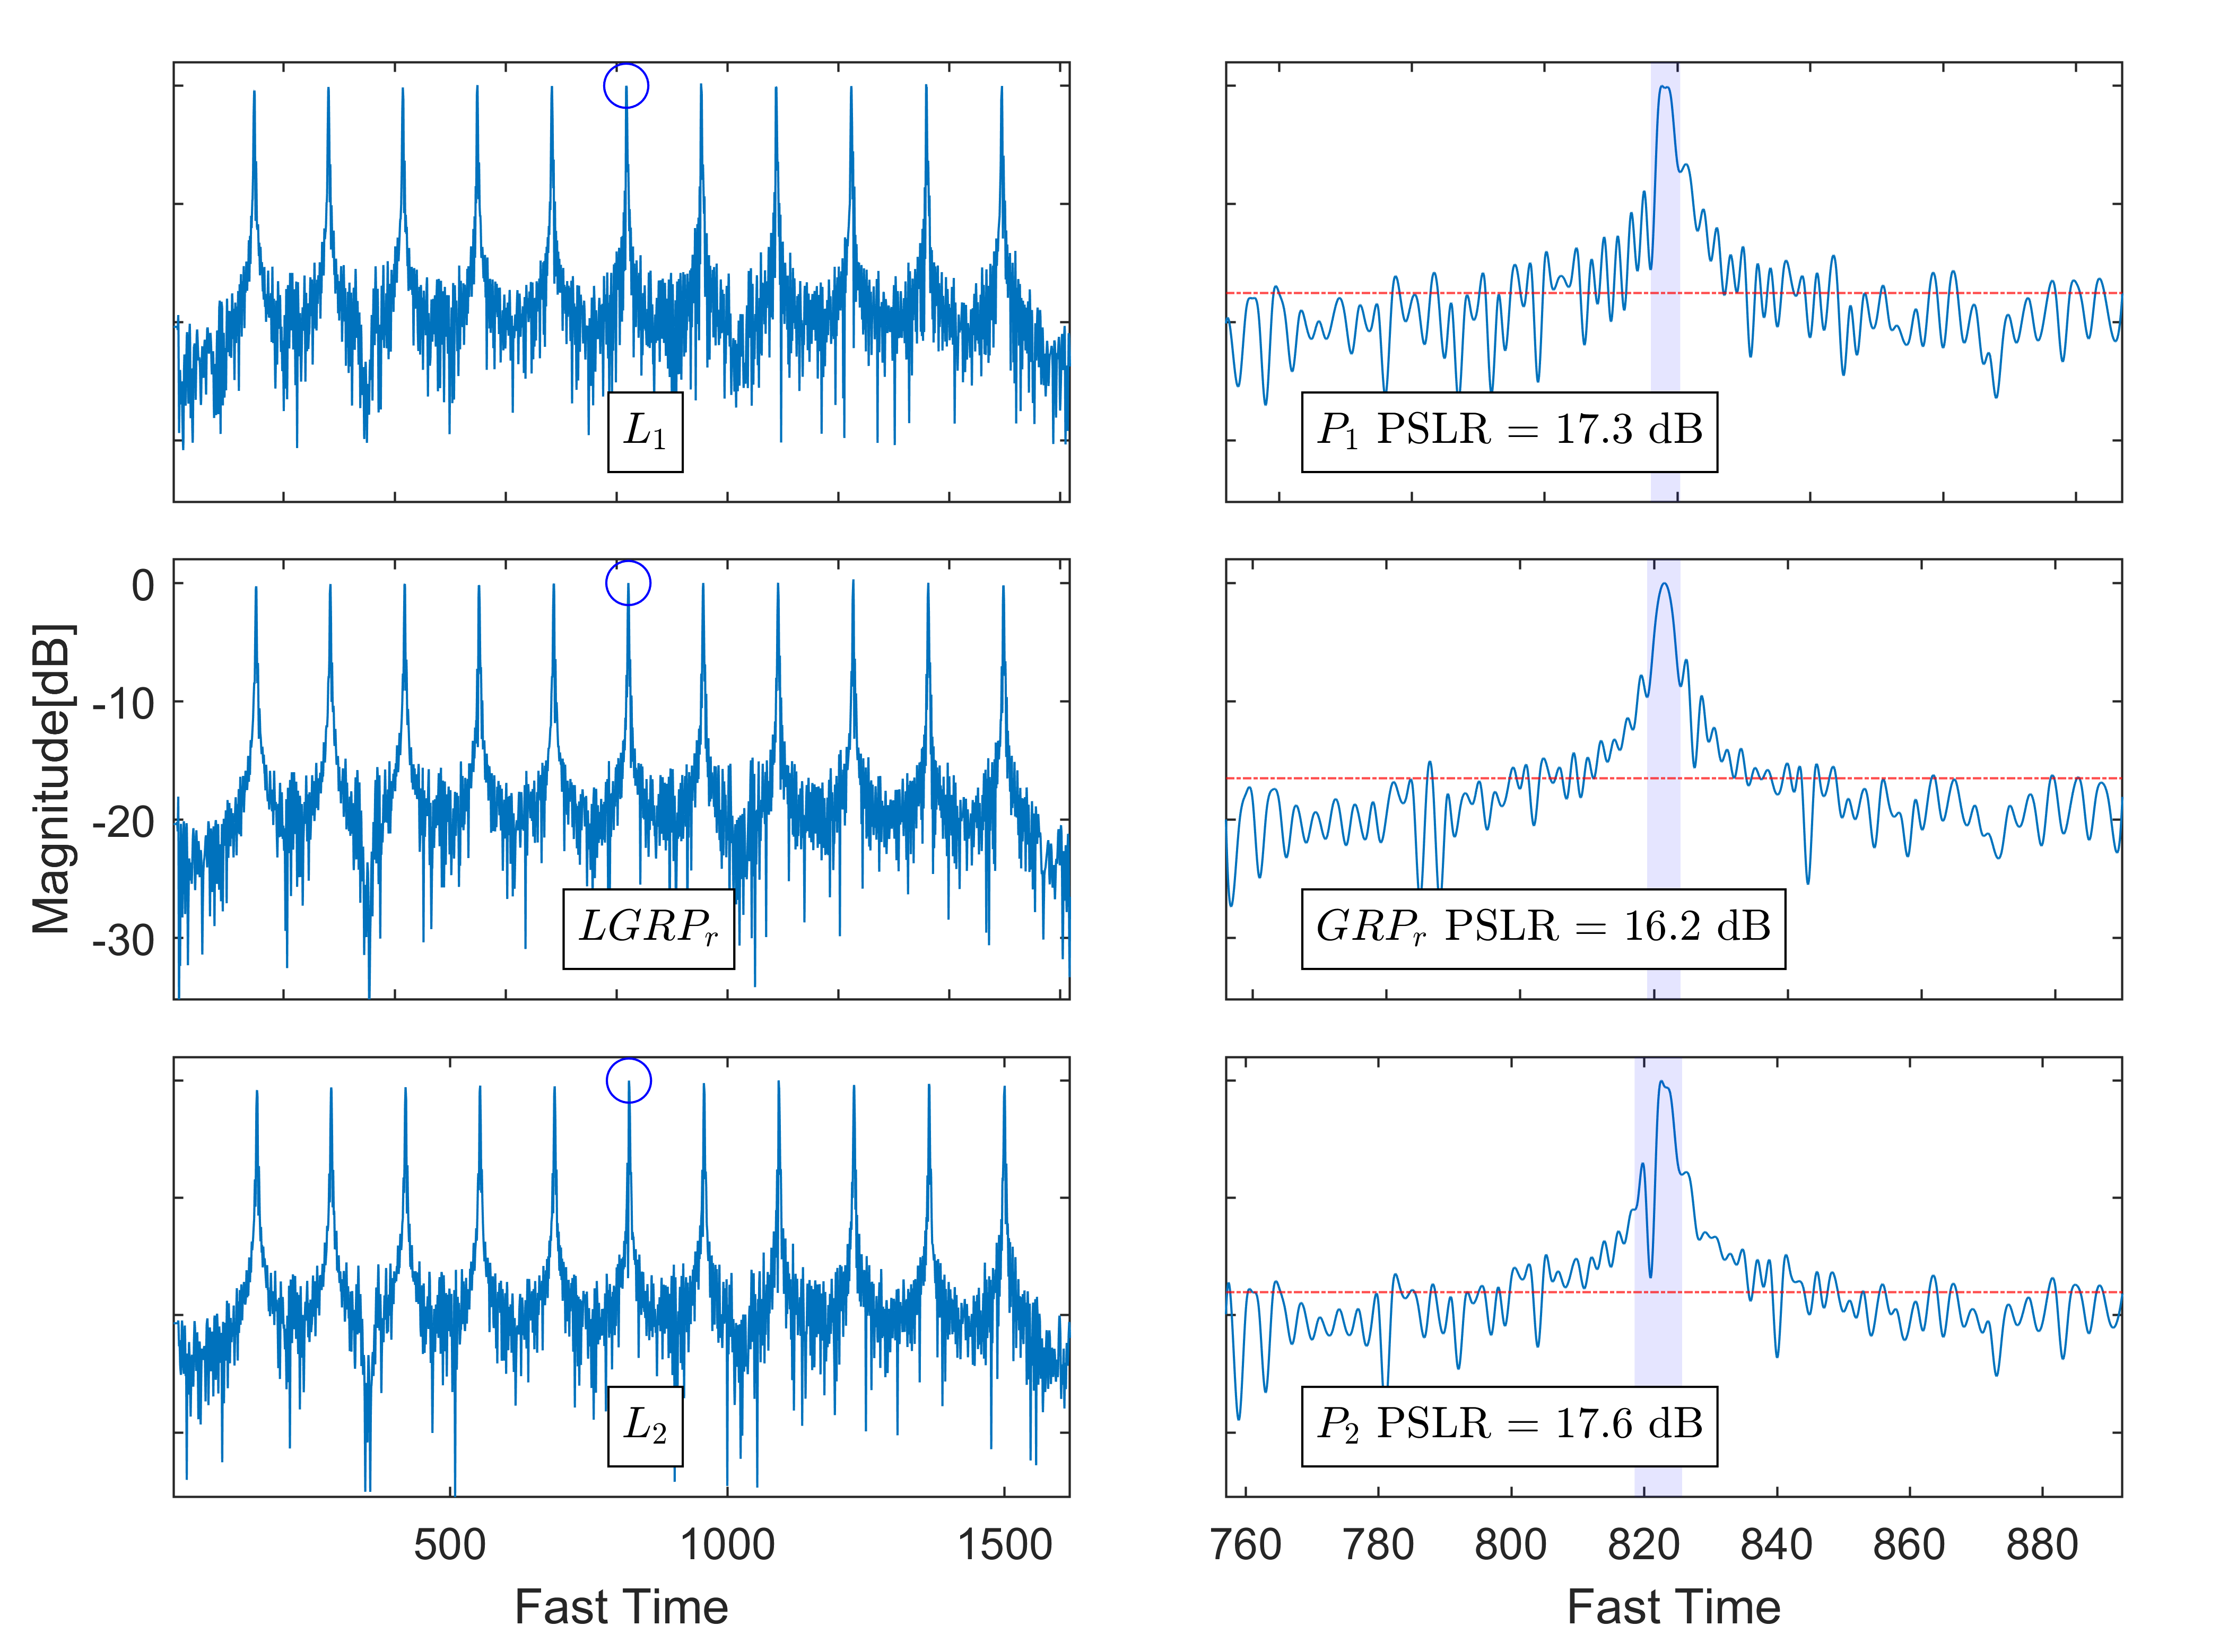 L1
P1 PSLR = 17.3 dB
Magnitude[dB]
0
-10
-20
-30
LGRPr
GRPr PSLR = 16.2 dB
L2
P2 PSLR = 17.6 dB
500 1000 1500
760 780 800 820 840 860 880
Fast Time
Fast Time